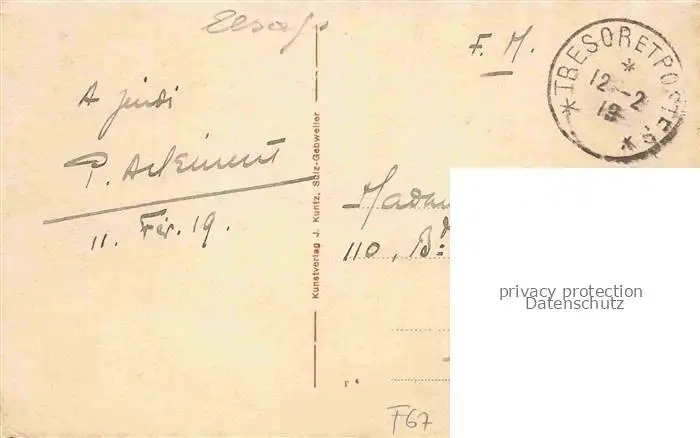 Elsaß
F. M.
* TRESOR ET POSTES *
*
12 -2
19
A jeudi
P.
11. Fév. 19.
Kunstverlag J. Kuntz, Sulz-Gebweiler
110, Bd
privacy protection
Datenschutz
F67